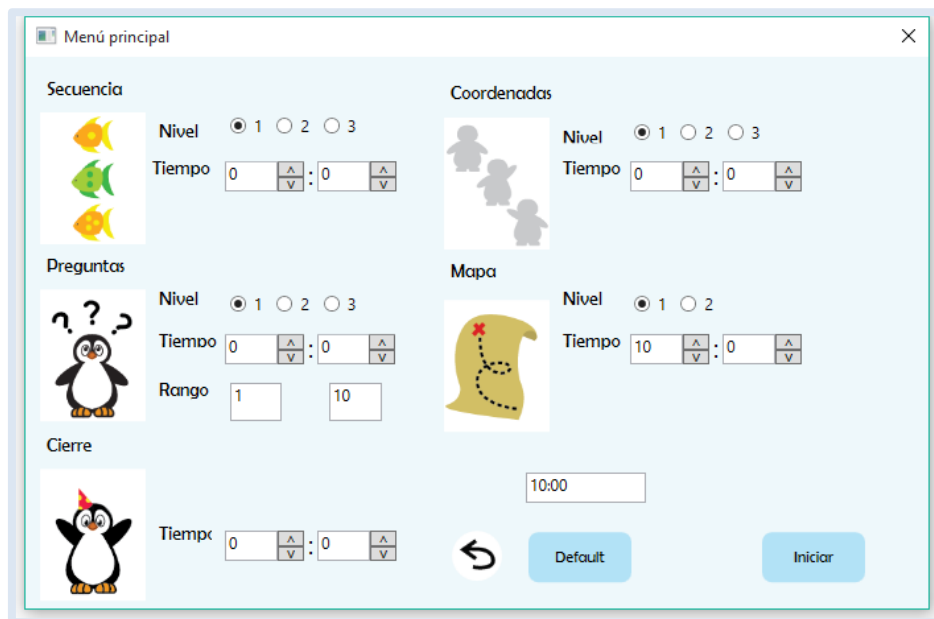 Menú principal
Secuencia
Nivel 1 2 3
Tiempo 0 : 0
Coordenadas
Nivel 1 2 3
Tiempo 0 : 0
Preguntas
? ? ?
Nivel 1 2 3
Tiempo 0 : 0
Rango 1 10
Mapa
Nivel 1 2
Tiempo 10 : 0
Cierre
Tiempo 0 : 0
10:00
Default
Iniciar